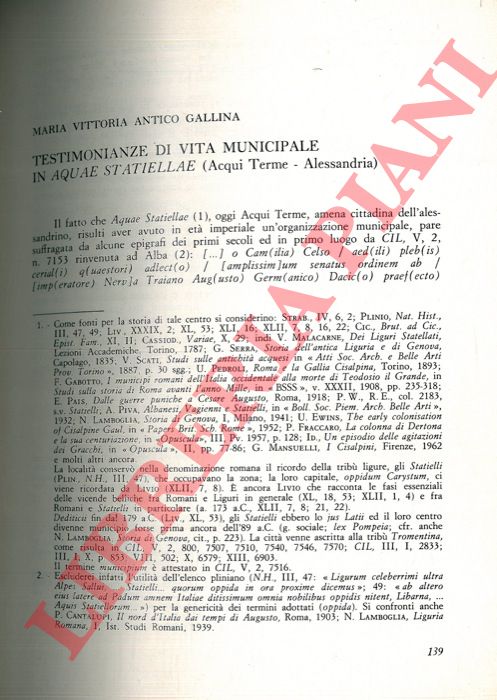 MARIA VITTORIA ANTICO GALLINA
TESTIMONIANZE DI VITA MUNICIPALE
IN AQUAE STATIELLAE (Acqui Terme - Alessandria)
Il fatto che Aquae Statiellae (1), oggi Acqui Terme, amena cittadina dell'ales-
sandrino, risulti aver avuto in età imperiale un'organizzazione municipale, pare
suffragata da alcune epigrafi dei primi secoli ed in primo luogo da CIL, V, 2,
n. 7153 rinvenuta ad Alba (2): [...] o Cam(ilia) Celso aed(ili) pleb(is)
cerial(i) q(uaestori) adlect(o) / [amplissim]um senatus ordinem ab /
[imp(eratore) Nerv]a Traiano Aug(usto) Germ(anico) Dacic(o) praef(ecto)
1. - Come fonti per la storia di tale centro si considerino: STRAB., IV, 6, 2; PLINIO, Nat. Hist.,
III, 47, 49; LIV., XXXIX, 2, XL, 53, XLI, XLII, 7, 8, 16, 22; CIC., Brut. ad Cic.,
Epist. Fam., XI, 11; CASSIOD., Variae, X, 29; indi V. MALACARNE, Dei Liguri Statellati,
Lezioni Accademiche, Torino, 1787; G. SERRA, Storia dell'antica Liguria e di Genova,
Capolago, 1835, V. SCATI, Studi sulle antichità acquesi in « Atti Soc. Arch. e Belle Arti
Prov. Torino », 1887, p. 30 sgg.; U. PEDROLI, Roma e la Gallia Cisalpina, Torino, 1893;
F. GABOTTO, I municipi romani dell'Italia occidentale alla morte di Teodosio il Grande, in
Studi sulla storia di Roma avanti l'anno Mille, in « BSSS », v. XXXII, 1908, pp. 235-318;
E. PAIS, Dalle guerre puniche a Cesare Augusto, Roma, 1918; P.W., R.E., col. 2183,
s.v. Statielli; A. PIVA, Albanesi, Vagienni e Statielli, in « Boll. Soc. Piem. Arch. Belle Arti »,
1932; N. LAMBOGLIA, Storia di Genova, I, Milano, 1941; U. EWINS, The early colonisation
of Cisalpine Gaul, in « Papers Brit. Sch. Rome », 1952; P. FRACCARO, La colonna di Dertona
e la sua centuriazione, in « Opuscula » III, Pv. 1957, p. 128; ID., Un episodio delle agitazioni
dei Gracchi, in « Opuscula » pp. 77-86; G. MANSUELLI, I Cisalpini, Firenze, 1962
e molti altri ancora.
La località conservò nella denominazione romana il ricordo della tribù ligure, gli Statielli
(PLIN., N.H., III, 47), che occupavano la zona; la loro capitale, oppidum Carystum, ci
viene ricordata da LIVIO (XLII, 7, 8). È ancora LIVIO che racconta le fasi essenziali
delle vicende belliche fra Romani e Liguri in generale (XL, 18, 53; XLII, 1, 4) e fra
Romani e Statielli in particolare (a. 173 a.C., XLII, 7, 8; 21, 22).
Dediticii fin dal 179 a.C. (LIV., XL, 53), gli Statielli ebbero lo jus Latii ed il loro centro
divenne municipio forse prima ancora dell'89 a.C. (g. sociale; lex Pompeia; cfr. anche
N. LAMBOGLIA, Storia di Genova, cit., p. 223). La città venne ascritta alla tribù Tromentina,
come attestano CIL, V, 2, 800, 7507, 7510, 7540, 7546, 7570; CIL, III, I, 2833;
III, X, p. 853; VIII, 502; X, 6579; XIII, 6903.
Il termine municipium è attestato in CIL, V, 2, 7516.
2. - Escluderei infatti l'utilità dell'elenco pliniano (N.H., III, 47: « Ligurum celeberrimi ultra
Alpes Sallui ... Statielli... quorum oppida in ora proxime dicemus »; 49: « ab altero
eius latere ad Padum amnem Italiae ditissimum omnia nobilibus oppidis nitent, Libarna, ...
Aquis Statiellorum...») per la genericità dei termini adottati (oppida). Si confronti anche
P. CANTALUPI, Il nord d'Italia dai tempi di Augusto, Roma, 1903; N. LAMBOGLIA, Liguria
Romana, I, Ist. Studi Romani, 1939.
139
LIBRERIA PIANI